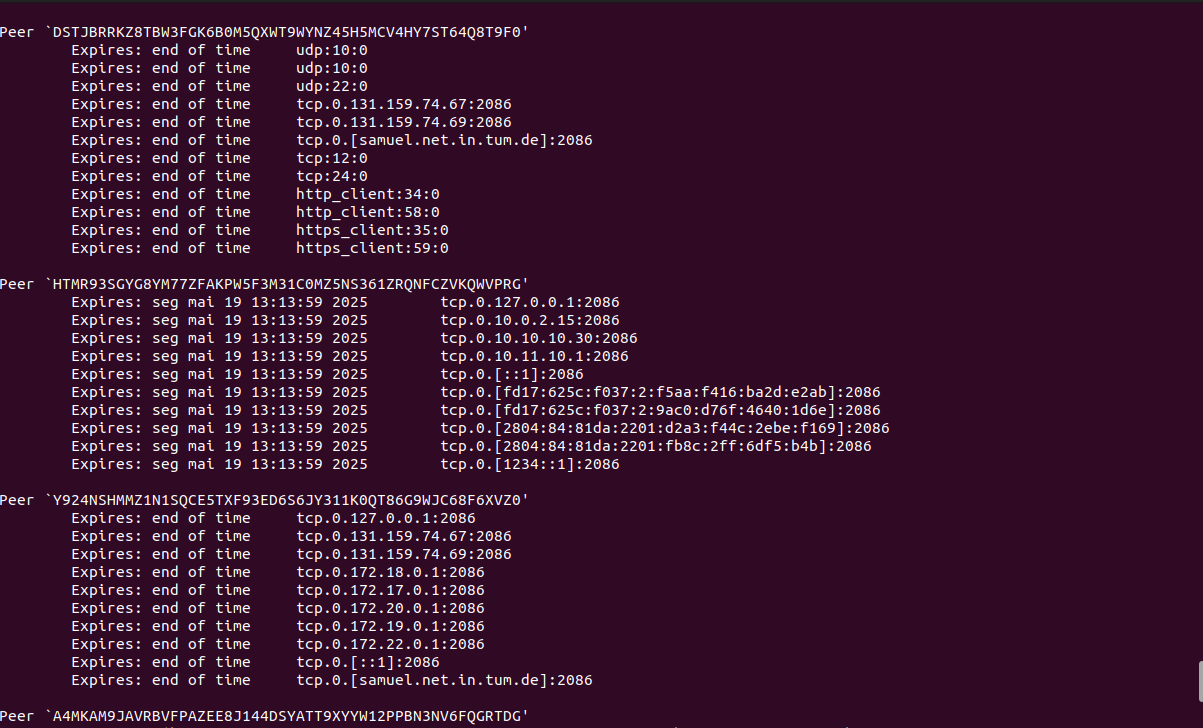 Peer `DSTJBRRKZ8TBW3FGK6B0M5QXWT9WYNZ45H5MCV4HY7ST64Q8T9F0'
Expires: end of time udp:10:0
Expires: end of time udp:10:0
Expires: end of time udp:22:0
Expires: end of time tcp.0.131.159.74.67:2086
Expires: end of time tcp.0.131.159.74.69:2086
Expires: end of time tcp.0.[samuel.net.in.tum.de]:2086
Expires: end of time tcp:12:0
Expires: end of time tcp:24:0
Expires: end of time http_client:34:0
Expires: end of time http_client:58:0
Expires: end of time https_client:35:0
Expires: end of time https_client:59:0
Peer `HTMR93SGYG8YM77ZFAKPW5F3M31C0MZ5NS361ZRQNFCZVKQWVPRG'
Expires: seg mai 19 13:13:59 2025 tcp.0.127.0.0.1:2086
Expires: seg mai 19 13:13:59 2025 tcp.0.10.0.2.15:2086
Expires: seg mai 19 13:13:59 2025 tcp.0.10.10.10.30:2086
Expires: seg mai 19 13:13:59 2025 tcp.0.10.11.10.1:2086
Expires: seg mai 19 13:13:59 2025 tcp.0.[::1]:2086
Expires: seg mai 19 13:13:59 2025 tcp.0.[fd17:625c:f037:2:f5aa:f416:ba2d:e2ab]:2086
Expires: seg mai 19 13:13:59 2025 tcp.0.[fd17:625c:f037:2:9ac0:d76f:4640:1d6e]:2086
Expires: seg mai 19 13:13:59 2025 tcp.0.[2804:84:81da:2201:d2a3:f44c:2ebe:f169]:2086
Expires: seg mai 19 13:13:59 2025 tcp.0.[2804:84:81da:2201:fb8c:2ff:6df5:b4b]:2086
Expires: seg mai 19 13:13:59 2025 tcp.0.[1234::1]:2086
Peer `Y924NSHMMZ1N1SQCE5TXF93ED6S6JY311K0QT86G9WJC68F6XVZ0'
Expires: end of time tcp.0.127.0.0.1:2086
Expires: end of time tcp.0.131.159.74.67:2086
Expires: end of time tcp.0.131.159.74.69:2086
Expires: end of time tcp.0.172.18.0.1:2086
Expires: end of time tcp.0.172.17.0.1:2086
Expires: end of time tcp.0.172.20.0.1:2086
Expires: end of time tcp.0.172.19.0.1:2086
Expires: end of time tcp.0.172.22.0.1:2086
Expires: end of time tcp.0.[::1]:2086
Expires: end of time tcp.0.[samuel.net.in.tum.de]:2086
Peer `A4MKAM9JAVRBVFPAZEE8J144DSYATT9XYYW12PPBN3NV6FQGRTDG'